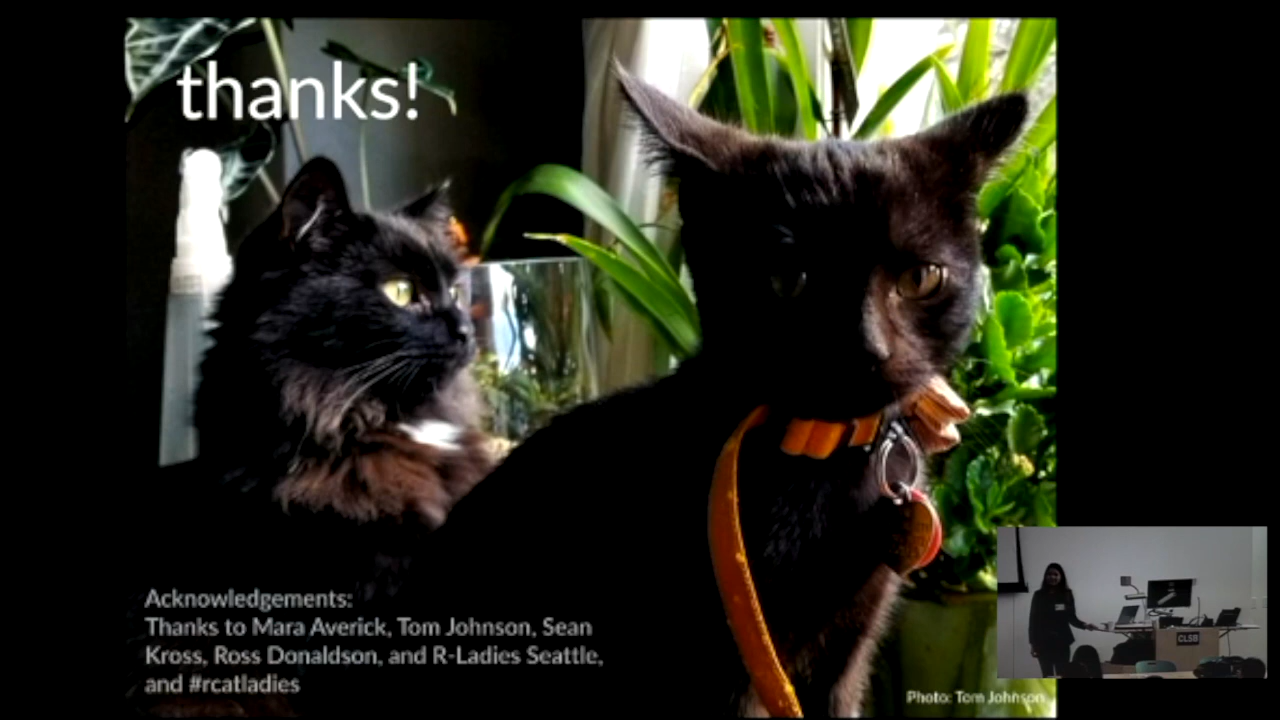 thanks!
Acknowledgements:
Thanks to Mara Averick, Tom Johnson, Sean
Kross, Ross Donaldson, and R-Ladies Seattle,
and #rcatladies
Photo: Tom Johnson
CLSB